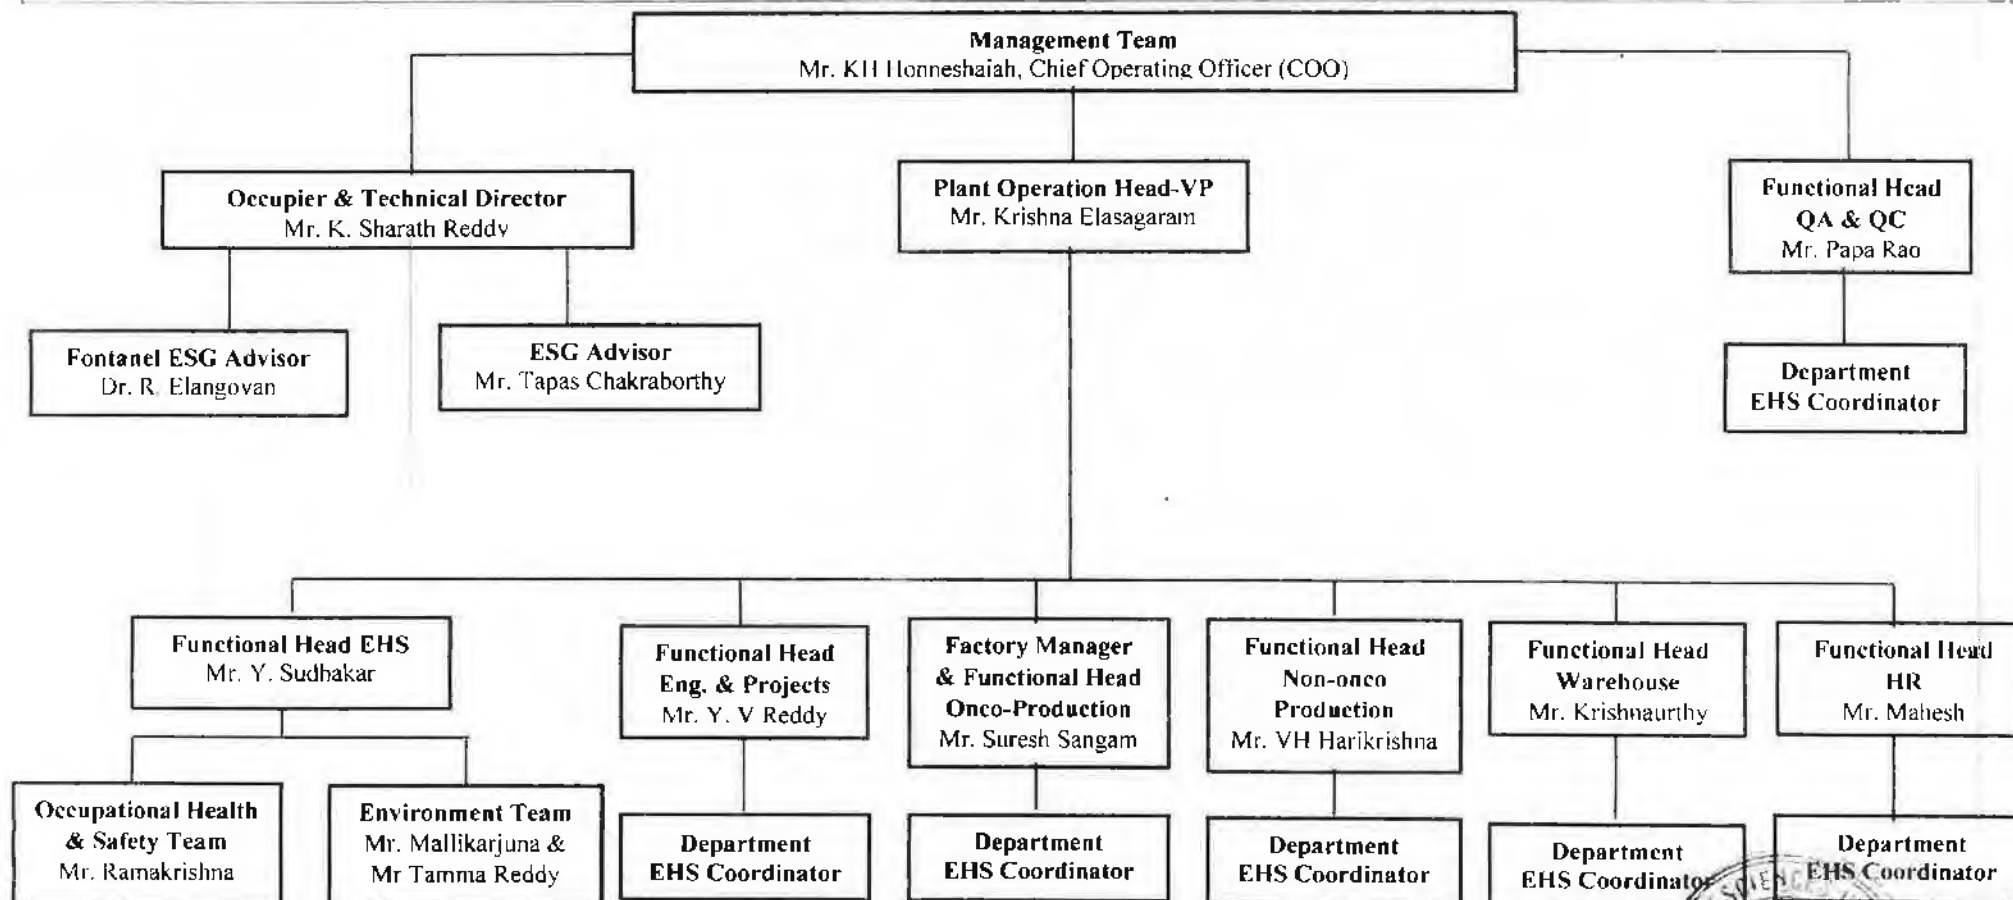 Management Team
Mr. KH Honneshaiah, Chief Operating Officer (COO)
Occupier & Technical Director
Mr. K. Sharath Reddy
Plant Operation Head-VP
Mr. Krishna Elasagaram
Functional Head
QA & QC
Mr. Papa Rao
Fontanel ESG Advisor
Dr. R. Elangovan
ESG Advisor
Mr. Tapas Chakraborthy
Department
EHS Coordinator
Functional Head EHS
Mr. Y. Sudhakar
Functional Head
Eng. & Projects
Mr. Y. V Reddy
Factory Manager
& Functional Head
Onco-Production
Mr. Suresh Sangam
Functional Head
Non-onco
Production
Mr. VH Harikrishna
Functional Head
Warehouse
Mr. Krishnaurthy
Functional Head
HR
Mr. Mahesh
Occupational Health
& Safety Team
Mr. Ramakrishna
Environment Team
Mr. Mallikarjuna &
Mr Tamma Reddy
Department
EHS Coordinator
Department
EHS Coordinator
Department
EHS Coordinator
Department
EHS Coordinator
Department
EHS Coordinator